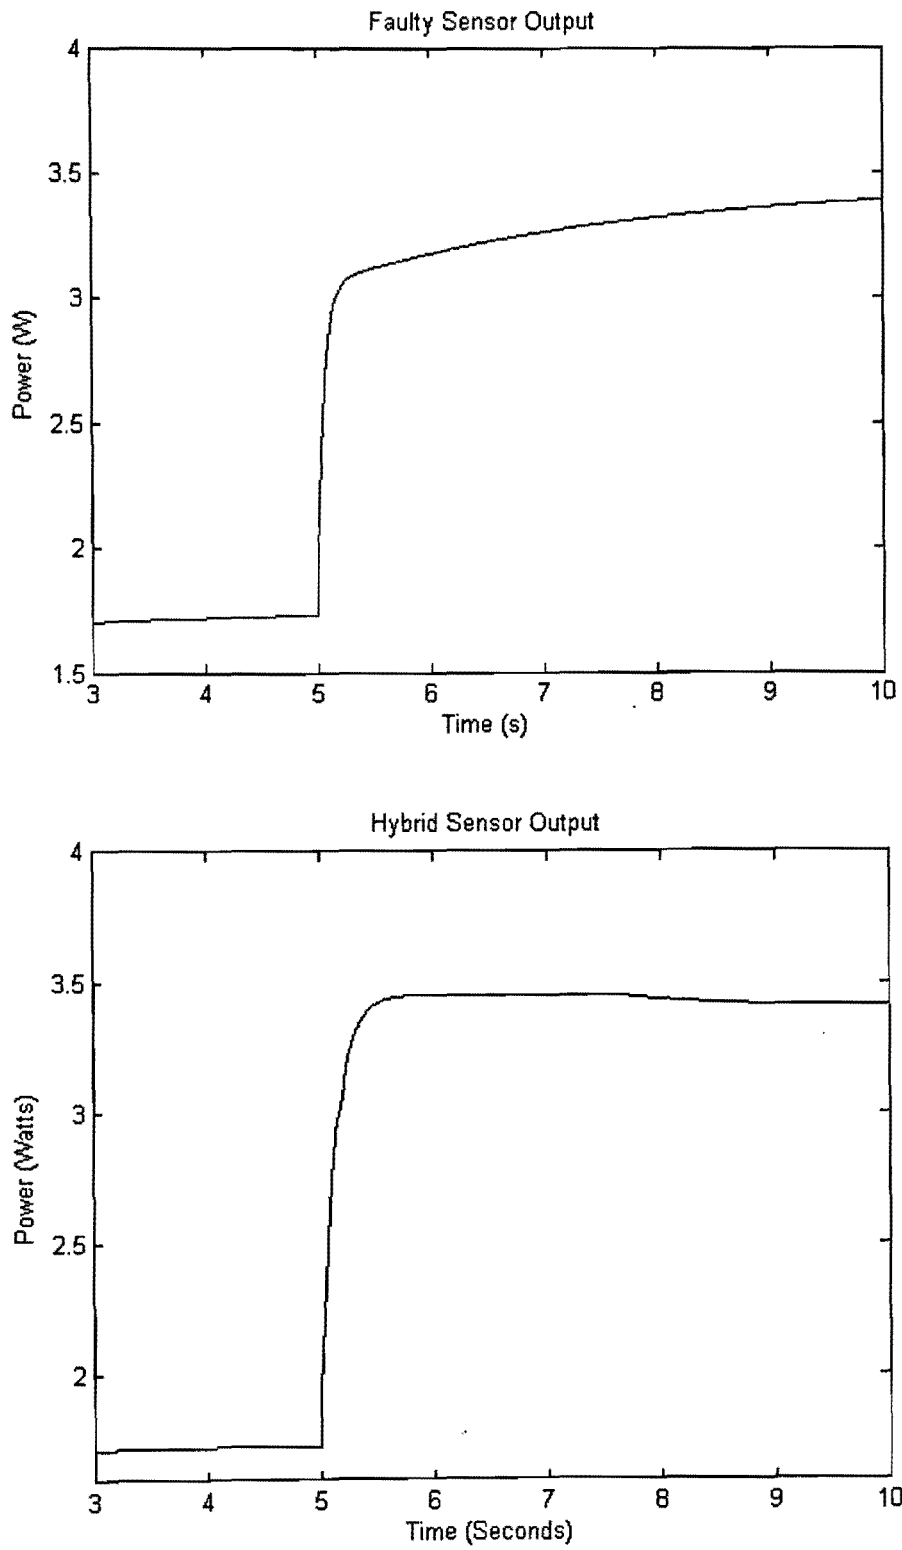 Faulty Sensor Output
4
3.5
3
2.5
2
1.5
Power (W)
3 4 5 6 7 8 9 10
Time (s)
Hybrid Sensor Output
4
3.5
3
2.5
2
Power (Watts)
3 4 5 6 7 8 9 10
Time (Seconds)